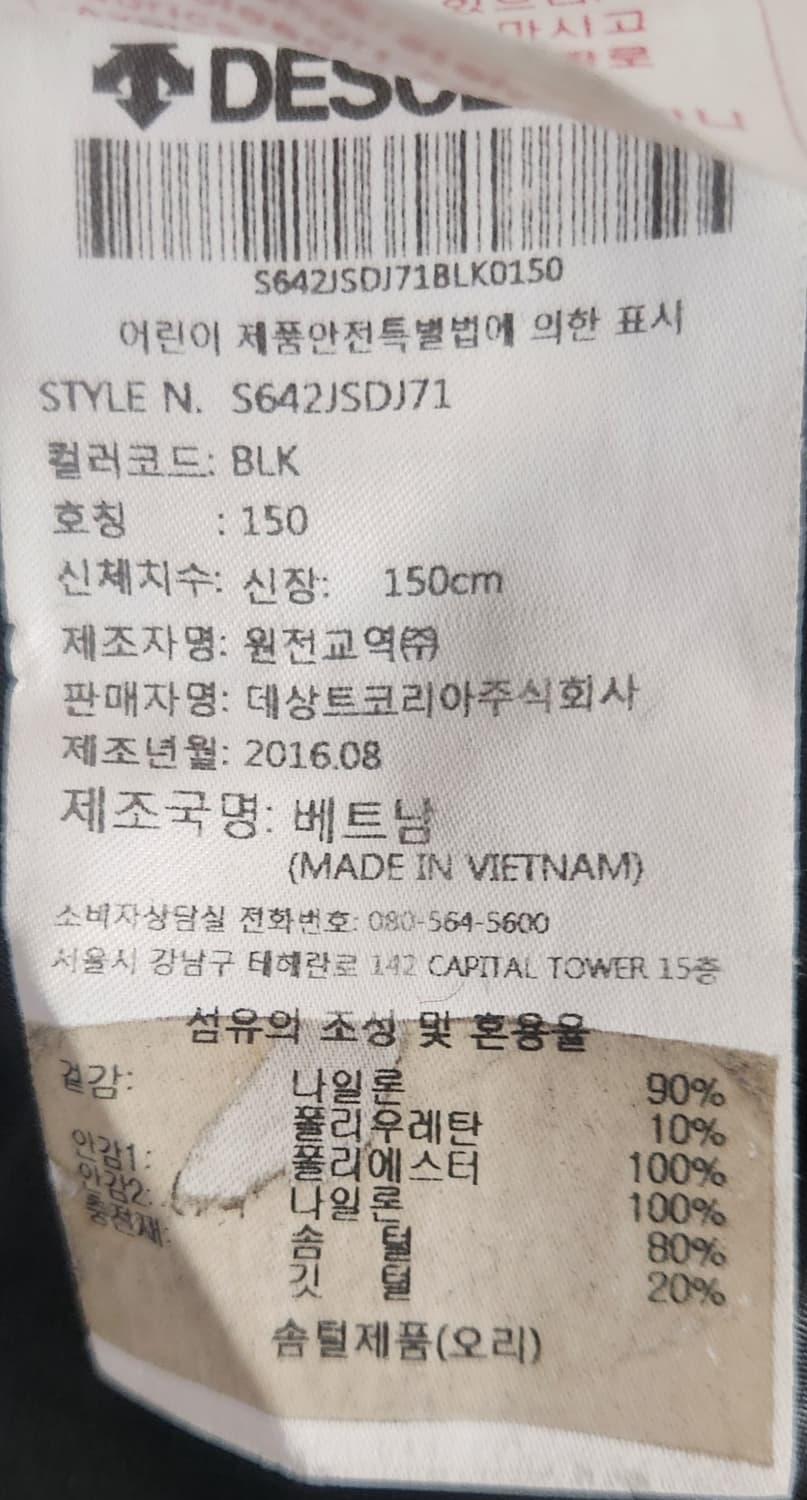 맙시고
DESCE
S642JSDJ71BLK0150
어린이 제품안전특별법에 의한 표시
STYLE N. S642JSDJ71
컬러코드: BLK
호칭 : 150
신체치수: 신장: 150cm
제조자명: 원전교역㈜
판매자명: 데상트코리아주식회사
제조년월: 2016.08
제조국명: 베트남
(MADE IN VIETNAM)
소비자상담실 전화번호: 080-564-5600
서울시 강남구 테헤란로 142 CAPITAL TOWER 15층
섬유의 조성 및 혼용율
겉감: 나일론 90%
폴리우레탄 10%
안감1: 폴리에스터 100%
안감2: 나일론 100%
충전재: 솜 털 80%
깃 털 20%
솜털제품(오리)